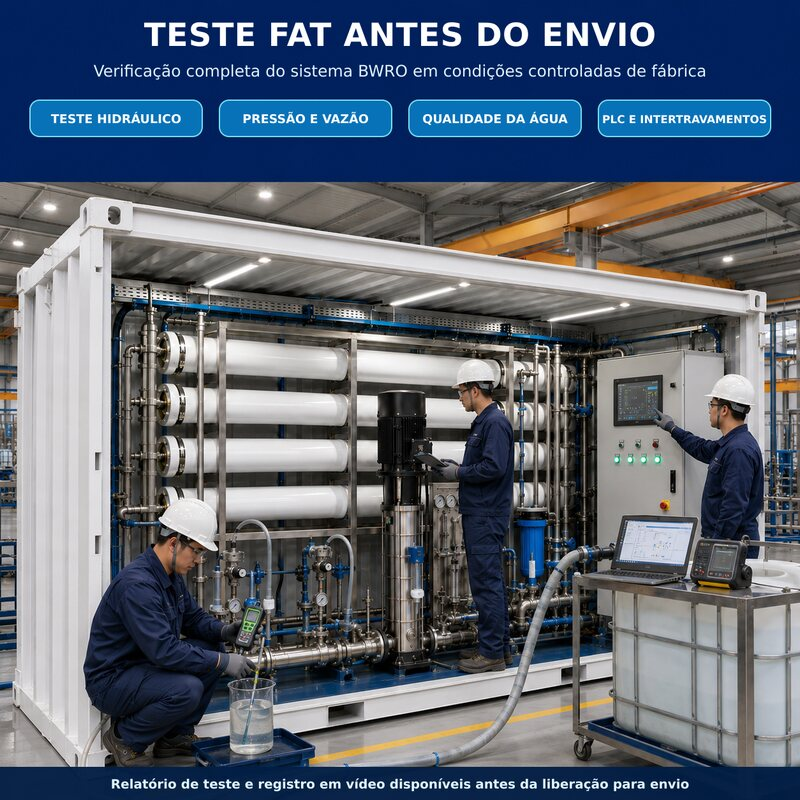 TESTE FAT ANTES DO ENVIO
Verificação completa do sistema BWRO em condições controladas de fábrica
TESTE HIDRÁULICO
PRESSÃO E VAZÃO
QUALIDADE DA ÁGUA
PLC E INTERTRAVAMENTOS
Relatório de teste e registro em vídeo disponíveis antes da liberação para envio